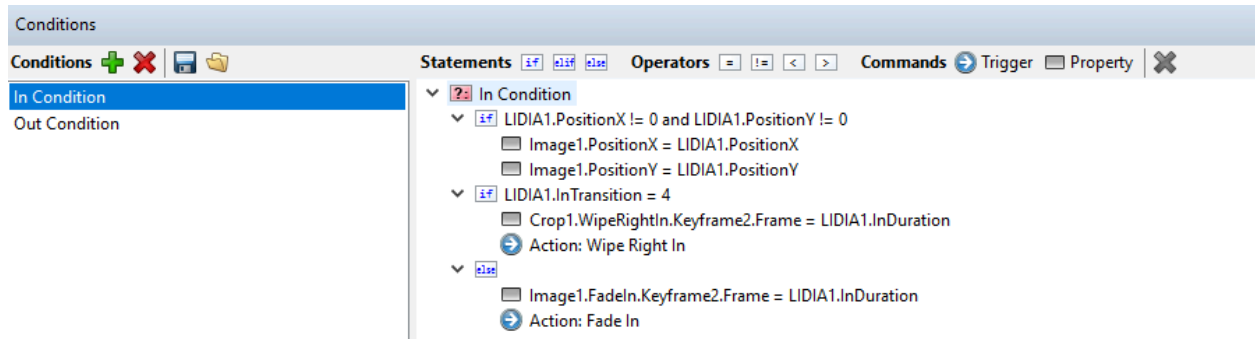 Conditions
Conditions
Statements if elif else Operators = != < > Commands Trigger Property
In Condition
Out Condition
?: In Condition
if LIDIA1.PositionX != 0 and LIDIA1.PositionY != 0
Image1.PositionX = LIDIA1.PositionX
Image1.PositionY = LIDIA1.PositionY
if LIDIA1.InTransition = 4
Crop1.WipeRightIn.Keyframe2.Frame = LIDIA1.InDuration
Action: Wipe Right In
else
Image1.FadeIn.Keyframe2.Frame = LIDIA1.InDuration
Action: Fade In